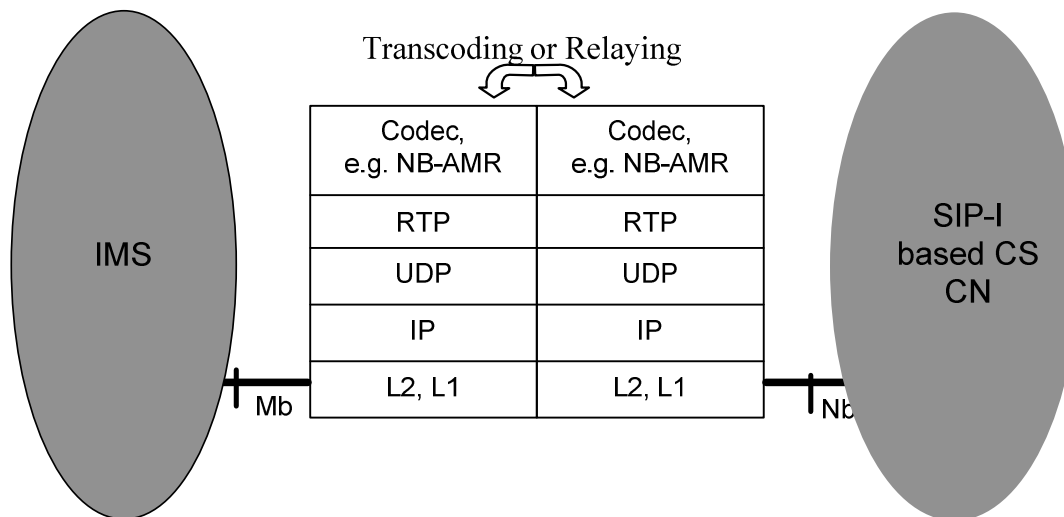 Transcoding or Relaying
IMS
Codec,
e.g. NB-AMR
Codec,
e.g. NB-AMR
RTP
RTP
UDP
UDP
IP
IP
L2, L1
L2, L1
Mb
Nb
SIP-I
based CS
CN